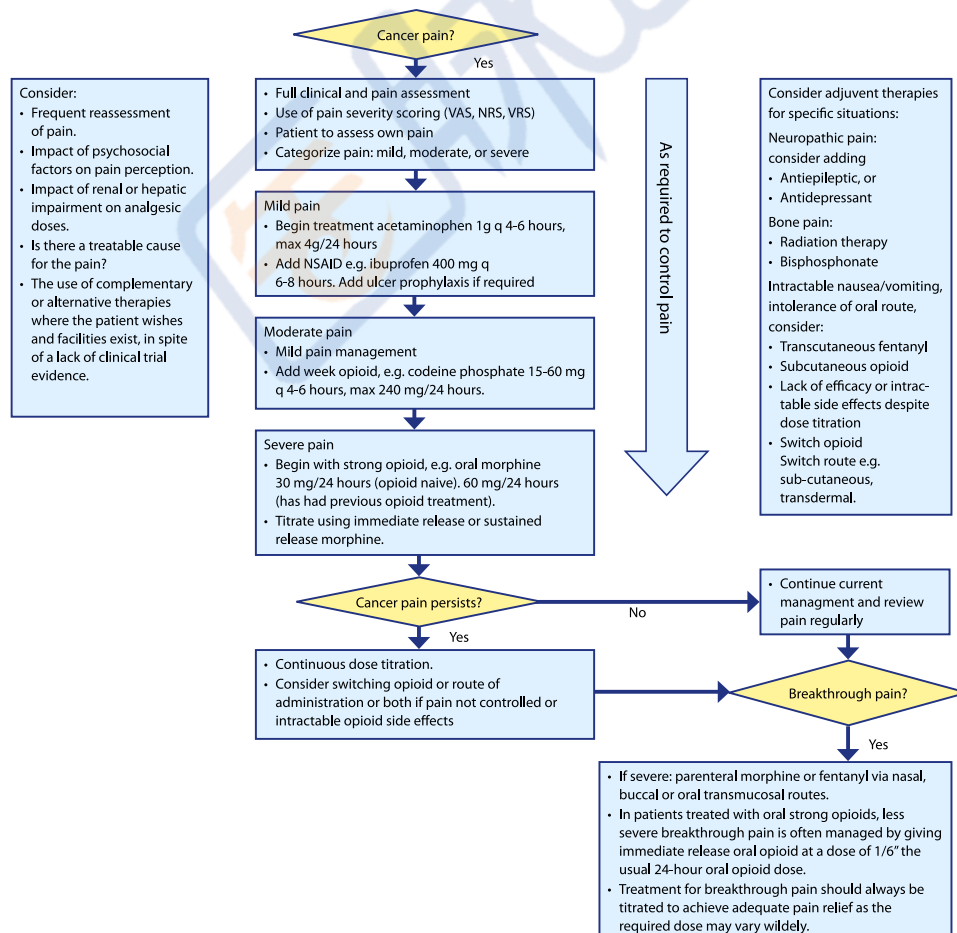 Cancer pain?
Yes
Consider:
• Frequent reassessment
of pain.
• Impact of psychosocial
factors on pain perception.
• Impact of renal or hepatic
impairment on analgesic
doses.
• Is there a treatable cause
for the pain?
• The use of complementary
or alternative therapies
where the patient wishes
and facilities exist, in spite
of a lack of clinical trial
evidence.
• Full clinical and pain assessment
• Use of pain severity scoring (VAS, NRS, VRS)
• Patient to assess own pain
• Categorize pain: mild, moderate, or severe
Mild pain
• Begin treatment acetaminophen 1g q 4-6 hours,
max 4g/24 hours
• Add NSAID e.g. ibuprofen 400 mg q
6-8 hours. Add ulcer prophylaxis if required
Moderate pain
• Mild pain management
• Add week opioid, e.g. codeine phosphate 15-60 mg
q 4-6 hours, max 240 mg/24 hours.
Severe pain
• Begin with strong opioid, e.g. oral morphine
30 mg/24 hours (opioid naive). 60 mg/24 hours
(has had previous opioid treatment).
• Titrate using immediate release or sustained
release morphine.
As required to control pain
Consider adjuvent therapies
for specific situations:
Neuropathic pain:
consider adding
• Antiepileptic, or
• Antidepressant
Bone pain:
• Radiation therapy
• Bisphosphonate
Intractable nausea/vomiting,
intolerance of oral route,
consider:
• Transcutaneous fentanyl
• Subcutaneous opioid
• Lack of efficacy or intrac-
table side effects despite
dose titration
• Switch opioid
Switch route e.g.
sub-cutaneous,
transdermal.
Cancer pain persists?
No
• Continue current
managment and review
pain regularly
Yes
• Continuous dose titration.
• Consider switching opioid or route of
administration or both if pain not controlled or
intractable opioid side effects
Breakthrough pain?
Yes
• If severe: parenteral morphine or fentanyl via nasal,
buccal or oral transmucosal routes.
• In patients treated with oral strong opioids, less
severe breakthrough pain is often managed by giving
immediate release oral opioid at a dose of 1/6” the
usual 24-hour oral opioid dose.
• Treatment for breakthrough pain should always be
titrated to achieve adequate pain relief as the
required dose may vary wildely.